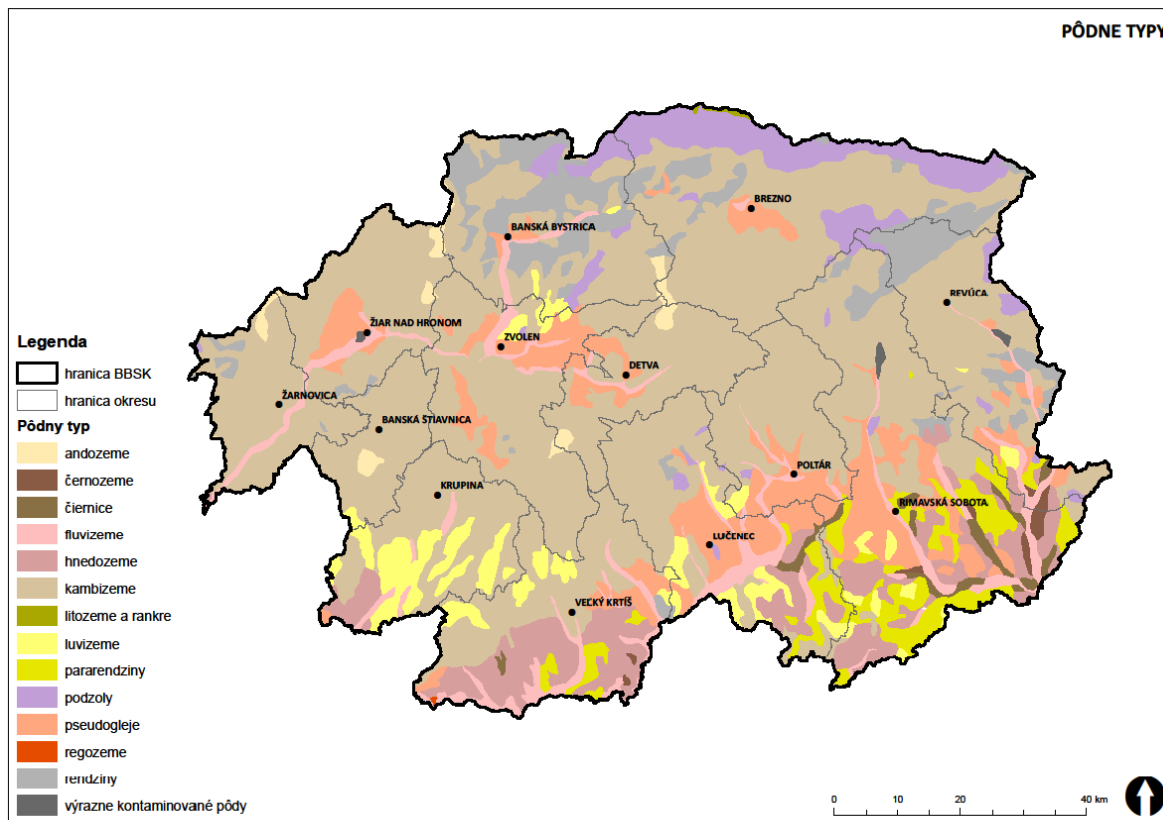 PÔDNE TYPY
BREZNO
BANSKÁ BYSTRICA
REVÚCA
ŽIAR NAD HRONOM
ZVOLEN
DETVA
ŽARNOVICA
BANSKÁ ŠTIAVNICA
POLTÁR
KRUPINA
RIMAVSKÁ SOBOTA
LUČENEC
VEĽKÝ KRTÍŠ
Legenda
hranica BBSK
hranica okresu
Pôdny typ
andozeme
černozeme
čiernice
fluvizeme
hnedozeme
kambizeme
litozeme a rankre
luvizeme
pararendziny
podzoly
pseudogleje
regozeme
rendziny
výrazne kontaminované pôdy
0 10 20 40 km